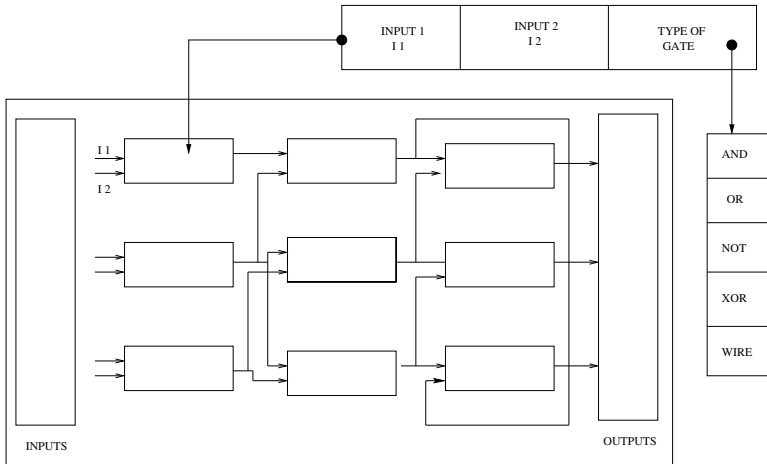 INPUT 1
I 1
INPUT 2
I 2
TYPE OF
GATE
I 1
I 2
AND
OR
NOT
XOR
WIRE
INPUTS
OUTPUTS